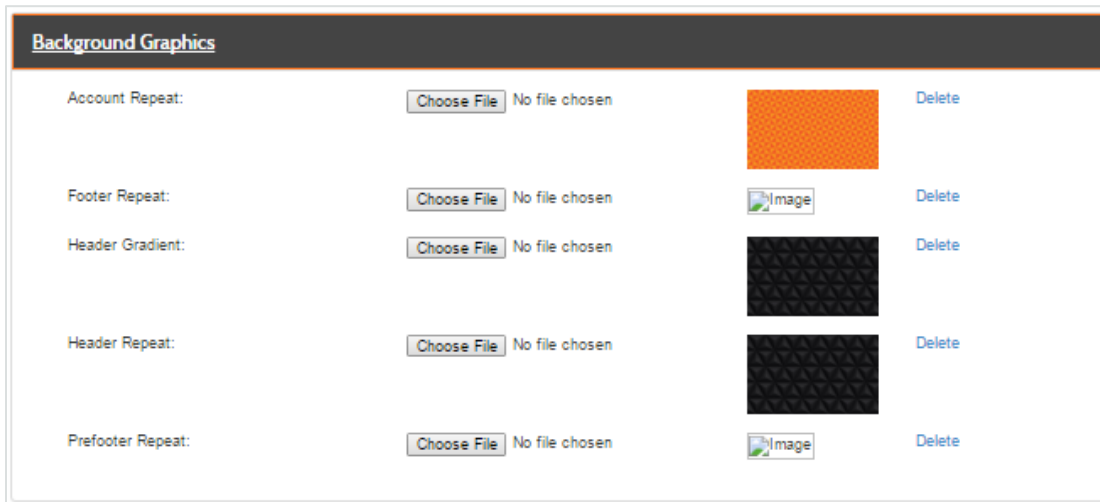 Background Graphics
Account Repeat: Choose File No file chosen Delete
Footer Repeat: Choose File No file chosen Image Delete
Header Gradient: Choose File No file chosen Delete
Header Repeat: Choose File No file chosen Delete
Prefooter Repeat: Choose File No file chosen Image Delete